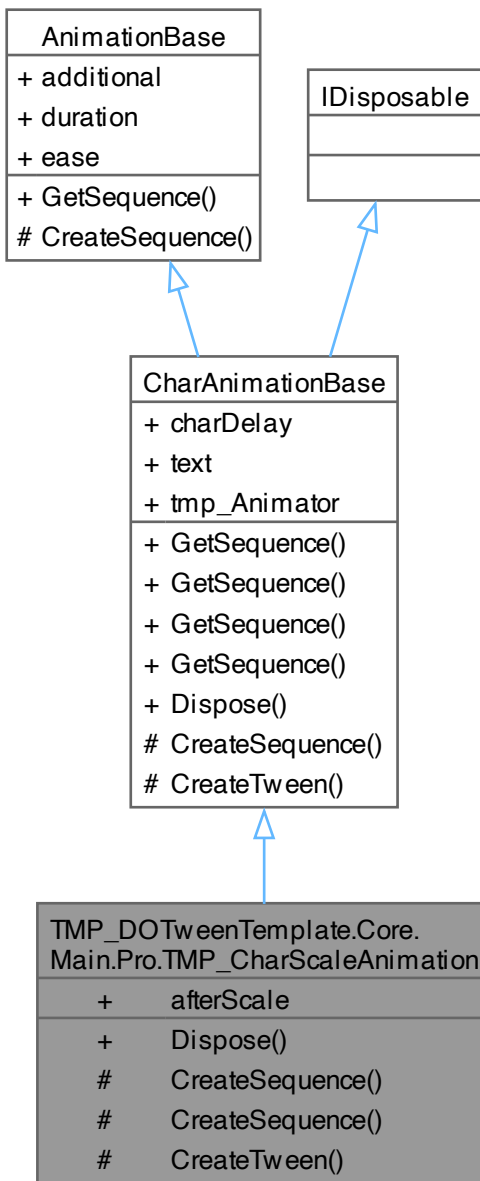 AnimationBase
+ additional
+ duration
+ ease
+ GetSequence()
# CreateSequence()
IDisposable
CharAnimationBase
+ charDelay
+ text
+ tmp_Animator
+ GetSequence()
+ GetSequence()
+ GetSequence()
+ GetSequence()
+ Dispose()
# CreateSequence()
# CreateTween()
TMP_DOTweenTemplate.Core.
Main.Pro.TMP_CharScaleAnimation
+ afterScale
+ Dispose()
# CreateSequence()
# CreateSequence()
# CreateTween()